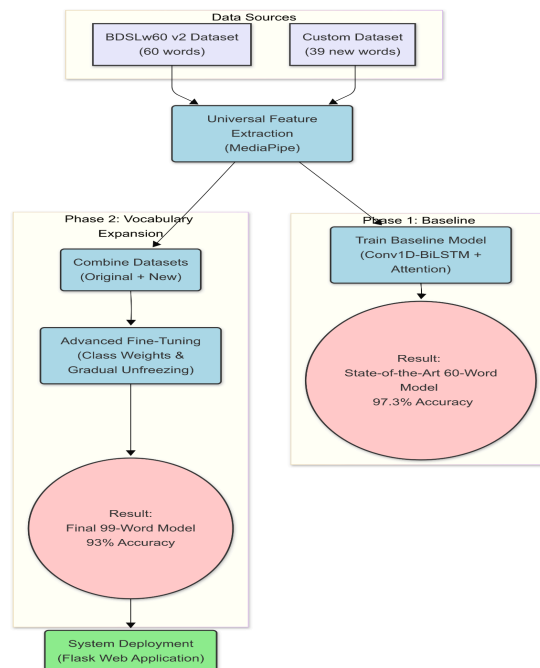 Data Sources
BDSLw60 v2 Dataset
(60 words)
Custom Dataset
(39 new words)
Universal Feature
Extraction
(MediaPipe)
Phase 2: Vocabulary
Expansion
Combine Datasets
(Original + New)
Advanced Fine-Tuning
(Class Weights &
Gradual Unfreezing)
Result:
Final 99-Word Model
93% Accuracy
System Deployment
(Flask Web Application)
Phase 1: Baseline
Train Baseline Model
(Conv1D-BiLSTM +
Attention)
Result:
State-of-the-Art 60-Word
Model
97.3% Accuracy